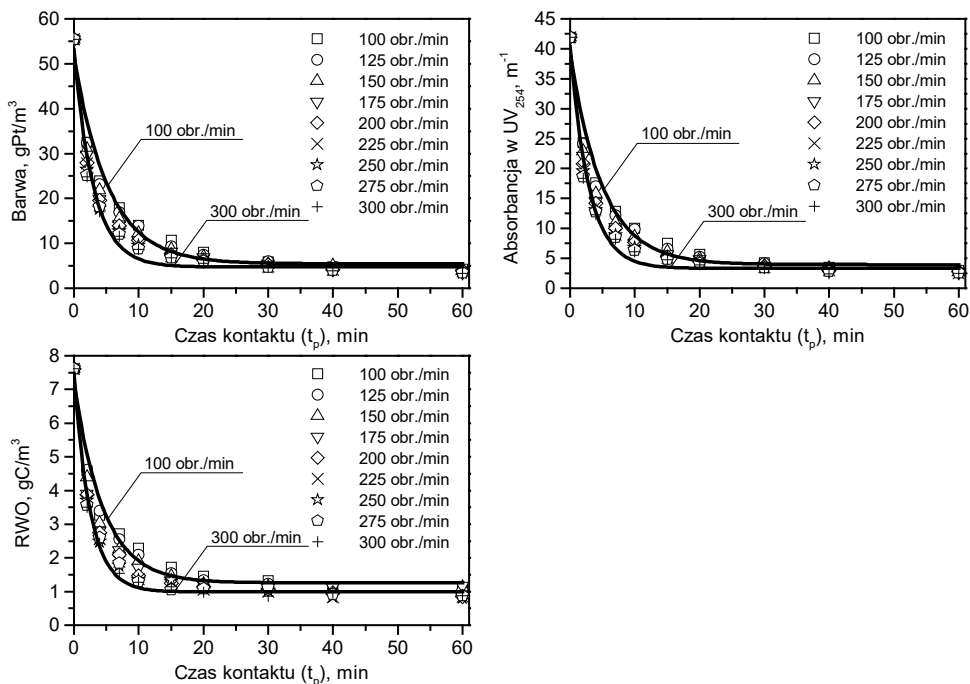 60
50
40
30
20
10
0
Barwa, gPt/m³
100 obr./min
125 obr./min
150 obr./min
175 obr./min
200 obr./min
225 obr./min
250 obr./min
275 obr./min
300 obr./min
100 obr./min
300 obr./min
0 10 20 30 40 50 60
Czas kontaktu (tₚ), min
45
40
35
30
25
20
15
10
5
0
Absorbancja w UV₂₅₄, m⁻¹
100 obr./min
125 obr./min
150 obr./min
175 obr./min
200 obr./min
225 obr./min
250 obr./min
275 obr./min
300 obr./min
100 obr./min
300 obr./min
0 10 20 30 40 50 60
Czas kontaktu (tₚ), min
8
7
6
5
4
3
2
1
0
RWO, gC/m³
100 obr./min
125 obr./min
150 obr./min
175 obr./min
200 obr./min
225 obr./min
250 obr./min
275 obr./min
300 obr./min
100 obr./min
300 obr./min
0 10 20 30 40 50 60
Czas kontaktu (tₚ), min